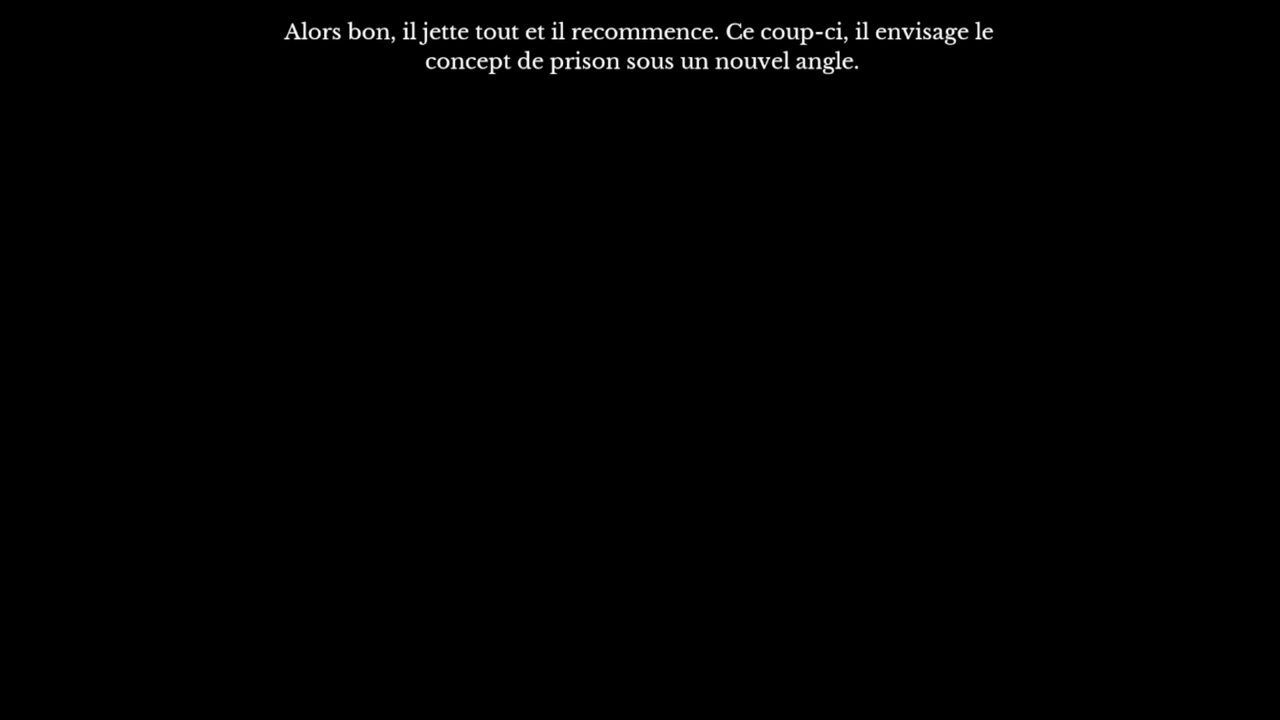 Alors bon, il jette tout et il recommence. Ce coup-ci, il envisage le
concept de prison sous un nouvel angle.